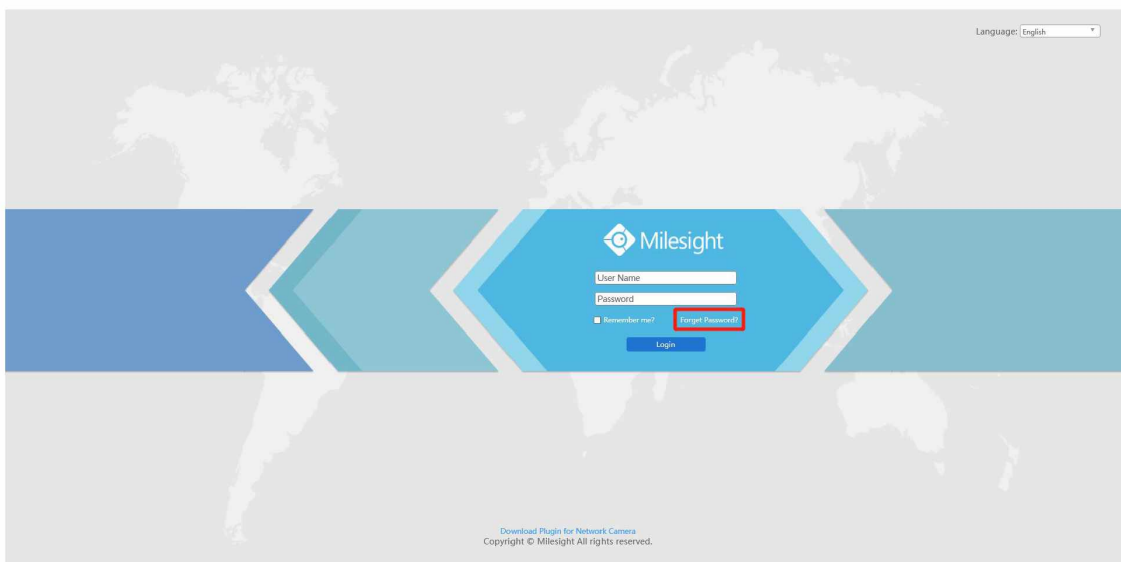 Language: English
Milesight
User Name
Password
Remember me? Forget Password?
Login
Download Plugin for Network Camera
Copyright © Milesight All rights reserved.